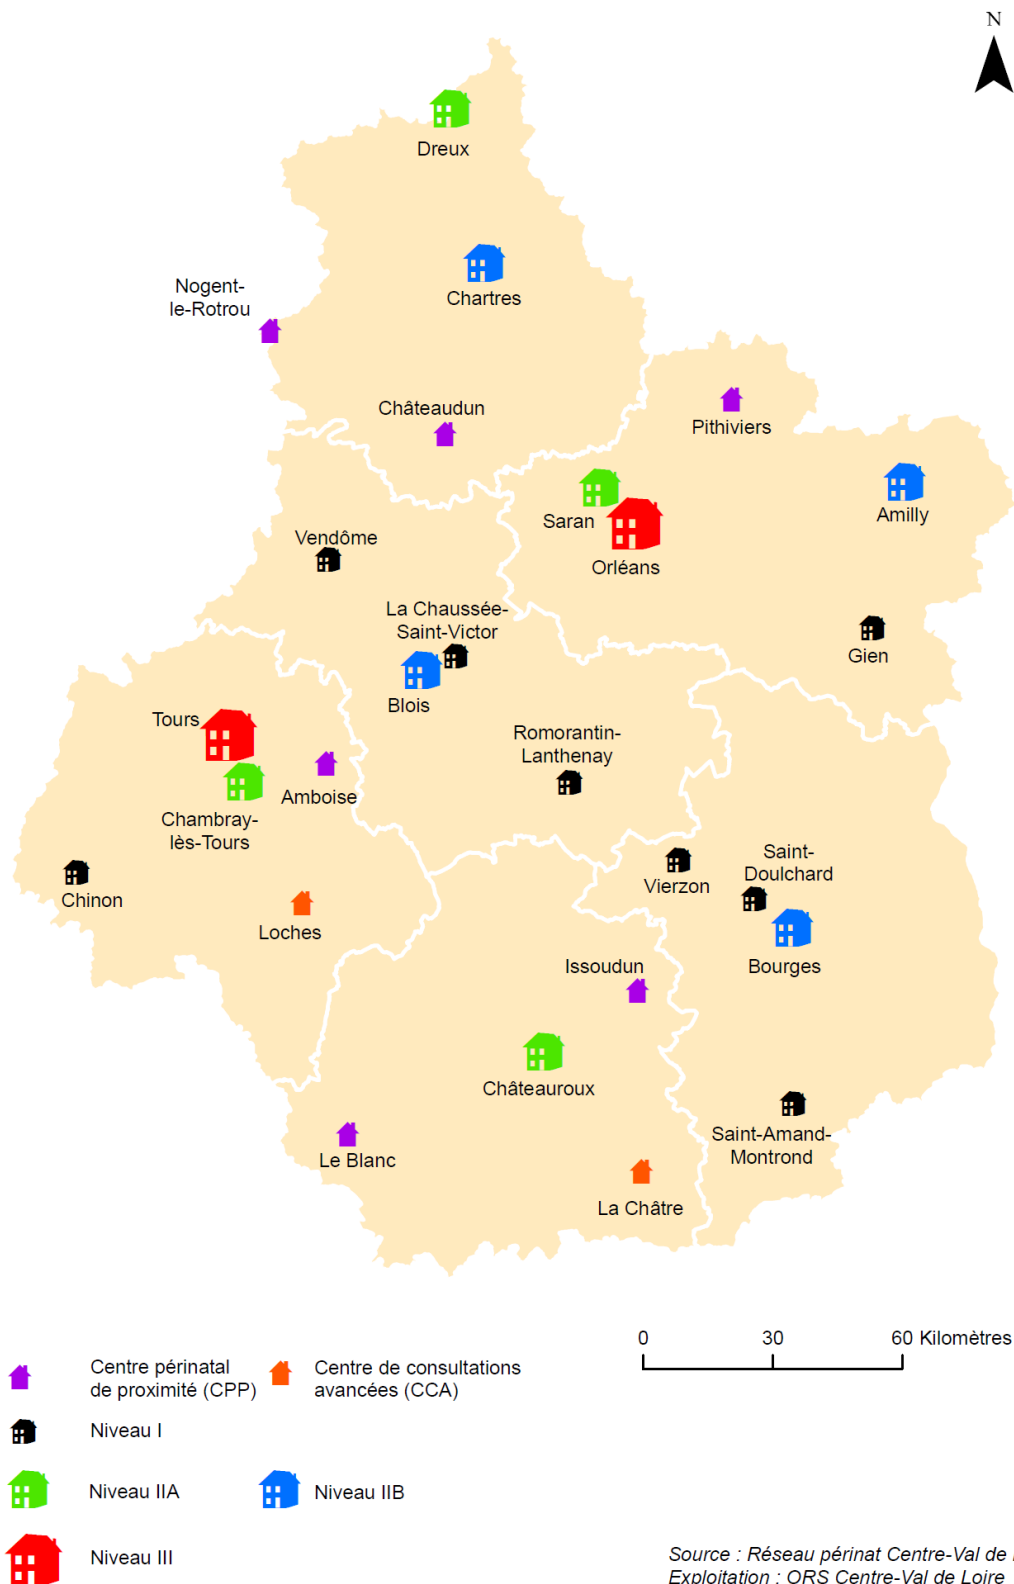 N
Dreux
Chartres
Nogent-
le-Rotrou
Châteaudun
Pithiviers
Saran
Orléans
Amilly
Vendôme
La Chaussée-
Saint-Victor
Blois
Gien
Tours
Amboise
Chambray-
lès-Tours
Romorantin-
Lanthenay
Chinon
Loches
Vierzon
Saint-
Doulchard
Bourges
Issoudun
Châteauroux
Le Blanc
La Châtre
Saint-Amand-
Montrond
0 30 60 Kilomètres
Centre périnatal
de proximité (CPP)
Centre de consultations
avancées (CCA)
Niveau I
Niveau IIA
Niveau IIB
Niveau III
Source : Réseau périnat Centre-Val de
Exploitation : ORS Centre-Val de Loire